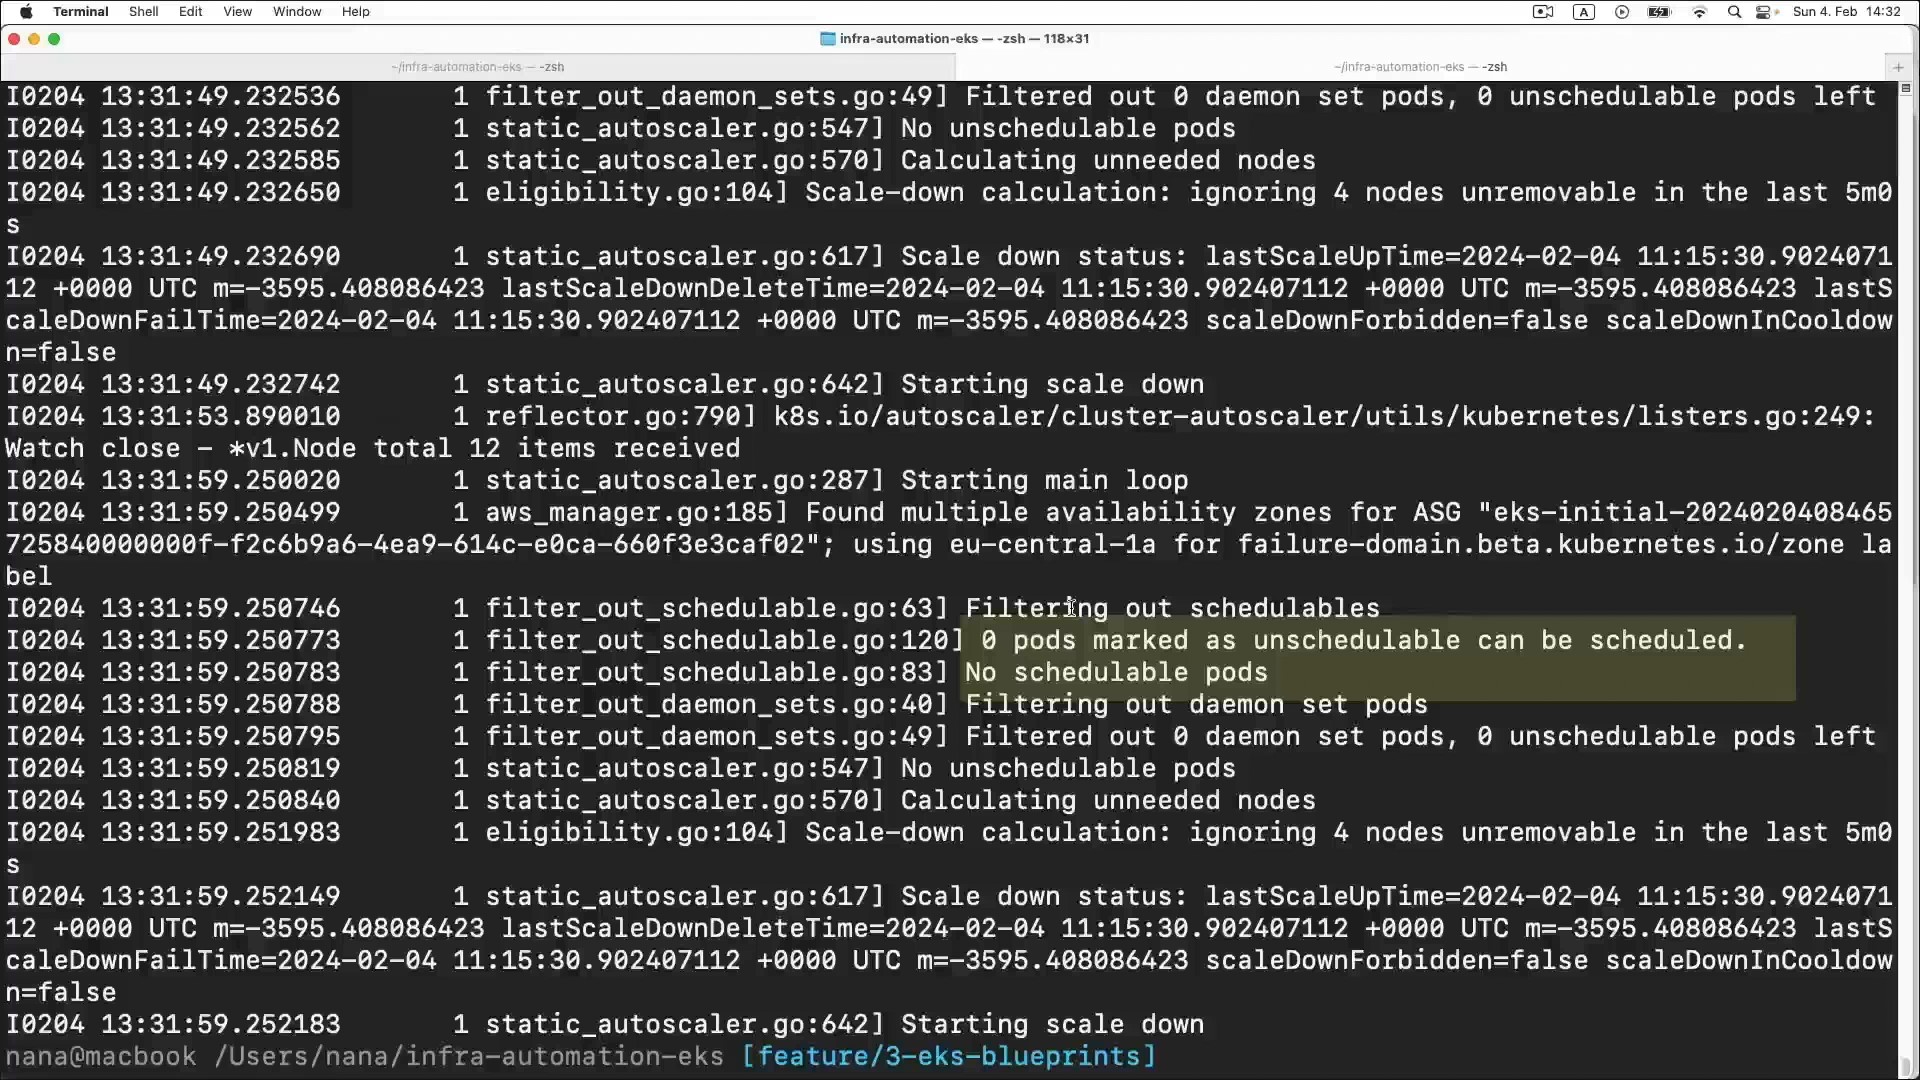 Terminal Shell Edit View Window Help A Sun 4. Feb 14:32
infra-automation-eks — -zsh — 118×31
~/infra-automation-eks — -zsh ~/infra-automation-eks — -zsh +
I0204 13:31:49.232536       1 filter_out_daemon_sets.go:49] Filtered out 0 daemon set pods, 0 unschedulable pods left
I0204 13:31:49.232562       1 static_autoscaler.go:547] No unschedulable pods
I0204 13:31:49.232585       1 static_autoscaler.go:570] Calculating unneeded nodes
I0204 13:31:49.232650       1 eligibility.go:104] Scale-down calculation: ignoring 4 nodes unremovable in the last 5m0
s
I0204 13:31:49.232690       1 static_autoscaler.go:617] Scale down status: lastScaleUpTime=2024-02-04 11:15:30.9024071
12 +0000 UTC m=-3595.408086423 lastScaleDownDeleteTime=2024-02-04 11:15:30.902407112 +0000 UTC m=-3595.408086423 lastS
caleDownFailTime=2024-02-04 11:15:30.902407112 +0000 UTC m=-3595.408086423 scaleDownForbidden=false scaleDownInCooldow
n=false
I0204 13:31:49.232742       1 static_autoscaler.go:642] Starting scale down
I0204 13:31:53.890010       1 reflector.go:790] k8s.io/autoscaler/cluster-autoscaler/utils/kubernetes/listers.go:249:
Watch close - *v1.Node total 12 items received
I0204 13:31:59.250020       1 static_autoscaler.go:287] Starting main loop
I0204 13:31:59.250499       1 aws_manager.go:185] Found multiple availability zones for ASG "eks-initial-2024020408465
725840000000f-f2c6b9a6-4ea9-614c-e0ca-660f3e3caf02"; using eu-central-1a for failure-domain.beta.kubernetes.io/zone la
bel
I0204 13:31:59.250746       1 filter_out_schedulable.go:63] Filtering out schedulables
I0204 13:31:59.250773       1 filter_out_schedulable.go:120] 0 pods marked as unschedulable can be scheduled.
I0204 13:31:59.250783       1 filter_out_schedulable.go:83] No schedulable pods
I0204 13:31:59.250788       1 filter_out_daemon_sets.go:40] Filtering out daemon set pods
I0204 13:31:59.250795       1 filter_out_daemon_sets.go:49] Filtered out 0 daemon set pods, 0 unschedulable pods left
I0204 13:31:59.250819       1 static_autoscaler.go:547] No unschedulable pods
I0204 13:31:59.250840       1 static_autoscaler.go:570] Calculating unneeded nodes
I0204 13:31:59.251983       1 eligibility.go:104] Scale-down calculation: ignoring 4 nodes unremovable in the last 5m0
s
I0204 13:31:59.252149       1 static_autoscaler.go:617] Scale down status: lastScaleUpTime=2024-02-04 11:15:30.9024071
12 +0000 UTC m=-3595.408086423 lastScaleDownDeleteTime=2024-02-04 11:15:30.902407112 +0000 UTC m=-3595.408086423 lastS
caleDownFailTime=2024-02-04 11:15:30.902407112 +0000 UTC m=-3595.408086423 scaleDownForbidden=false scaleDownInCooldow
n=false
I0204 13:31:59.252183       1 static_autoscaler.go:642] Starting scale down
nana@macbook /Users/nana/infra-automation-eks [feature/3-eks-blueprints]